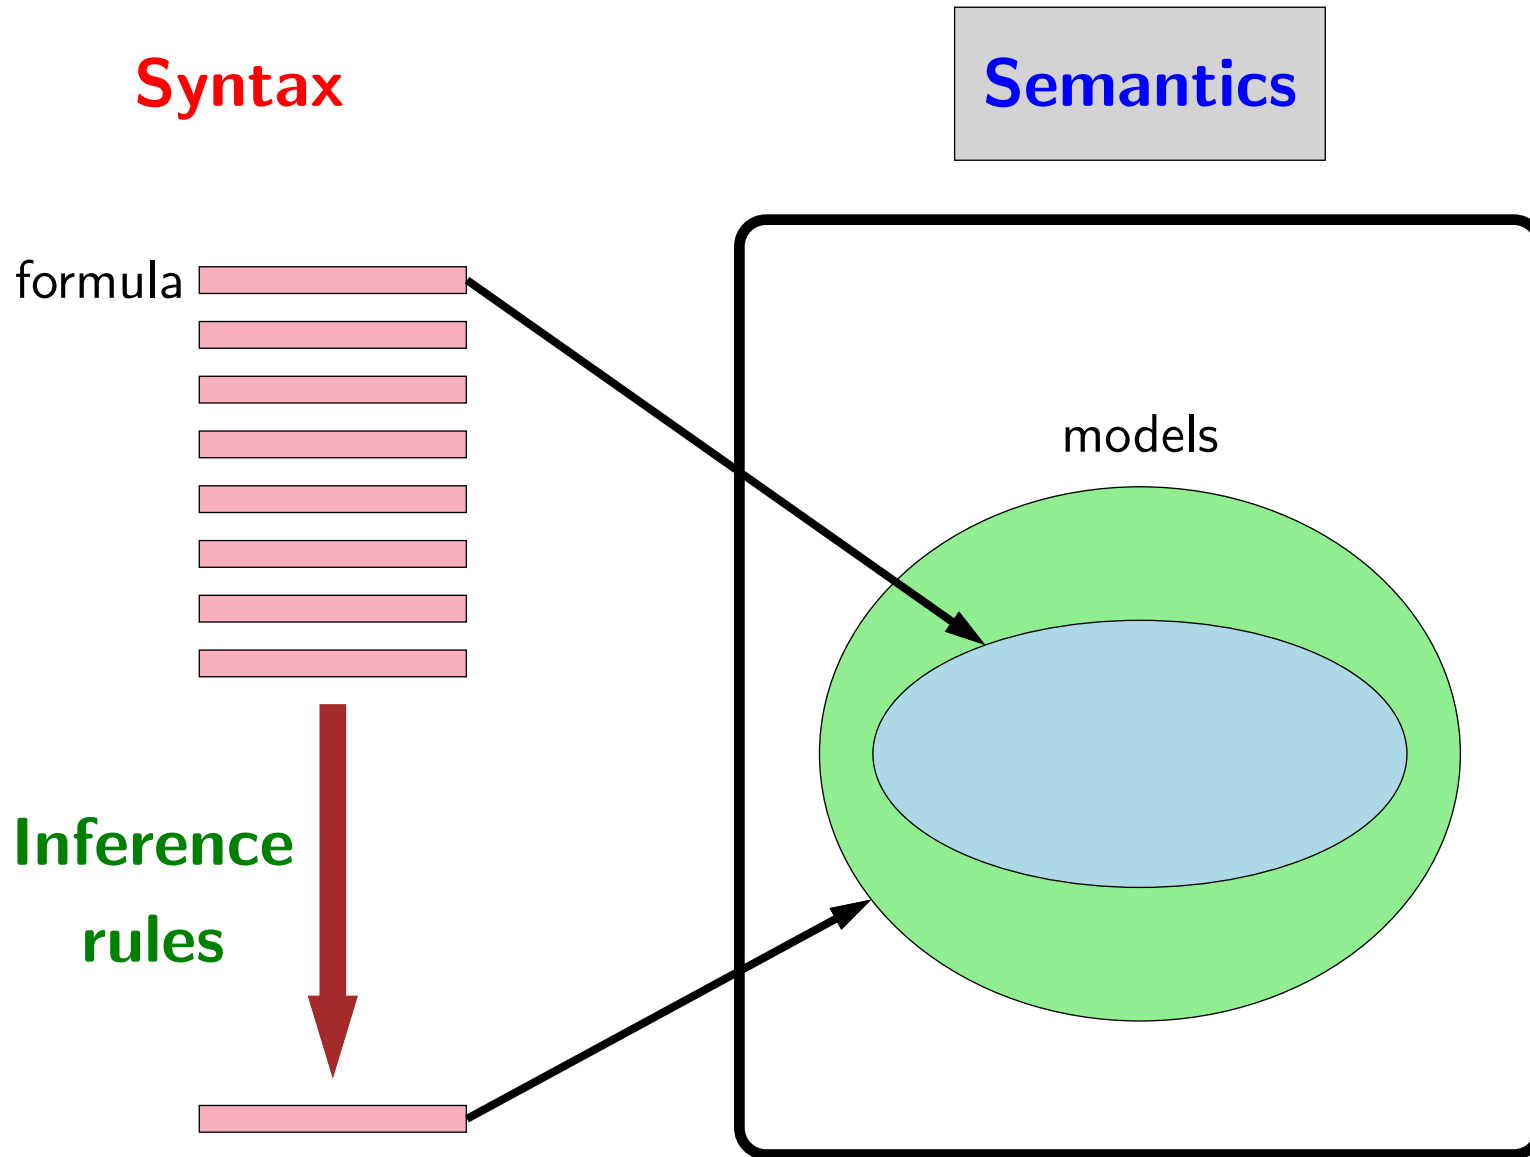 Syntax
Semantics
formula
models
Inference
rules